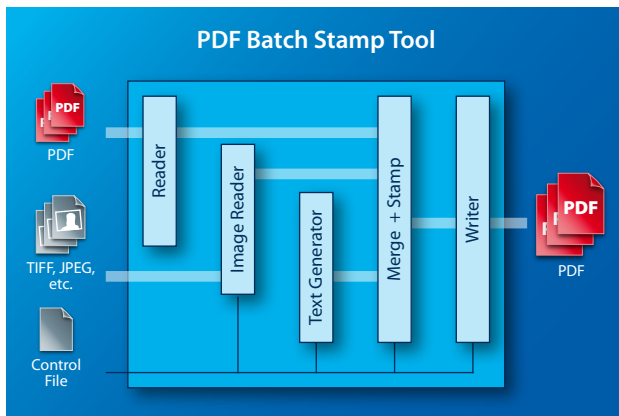 PDF Batch Stamp Tool
PDF
PDF
TIFF, JPEG,
etc.
Control
File
Reader
Image Reader
Text Generator
Merge + Stamp
Writer
PDF
PDF